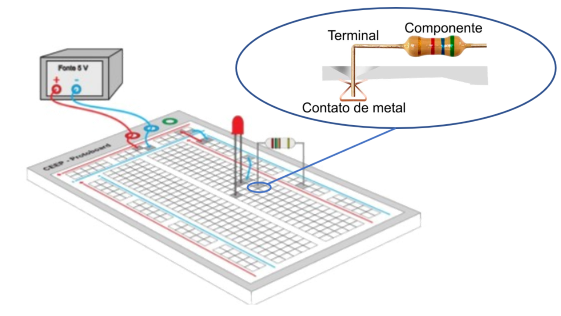 Componente
Terminal
Contato de metal
Fonte 5 V
+ -
CEEP - Protoboard